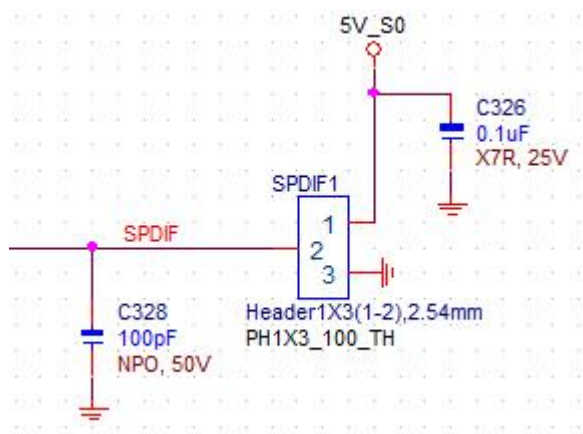 5V_S0
C326
0.1uF
X7R, 25V
SPDIF1
1
SPDIF
2
3
C328
100pF
NPO, 50V
Header1X3(1-2),2.54mm
PH1X3_100_TH